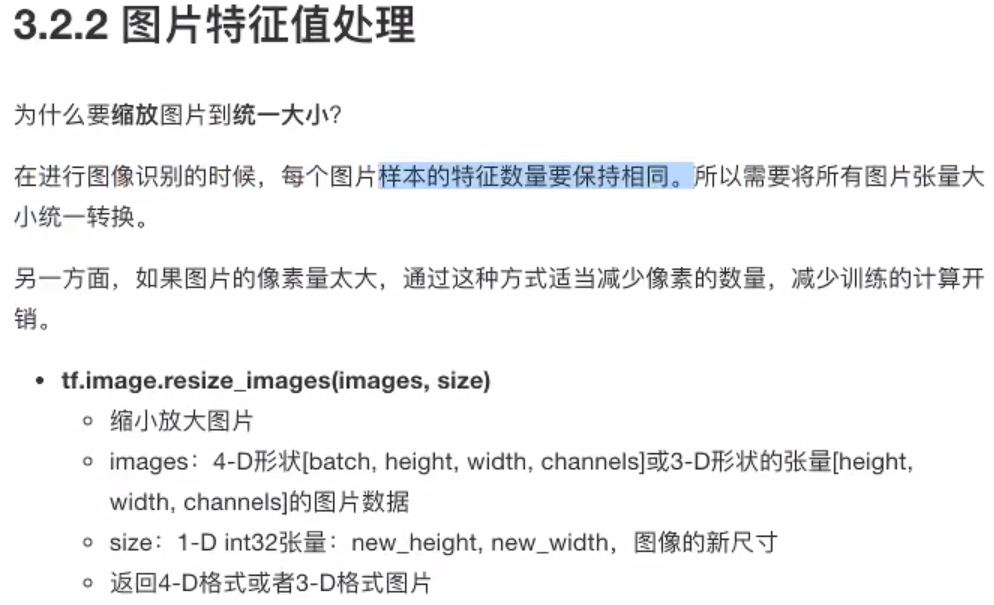 3.2.2 图片特征值处理
为什么要缩放图片到统一大小?
在进行图像识别的时候，每个图片样本的特征数量要保持相同。所以需要将所有图片张量大
小统一转换。
另一方面，如果图片的像素量太大，通过这种方式适当减少像素的数量，减少训练的计算开
销。
• tf.image.resize_images(images, size)
○ 缩小放大图片
○ images：4-D形状[batch, height, width, channels]或3-D形状的张量[height,
width, channels]的图片数据
○ size：1-D int32张量：new_height, new_width，图像的新尺寸
○ 返回4-D格式或者3-D格式图片